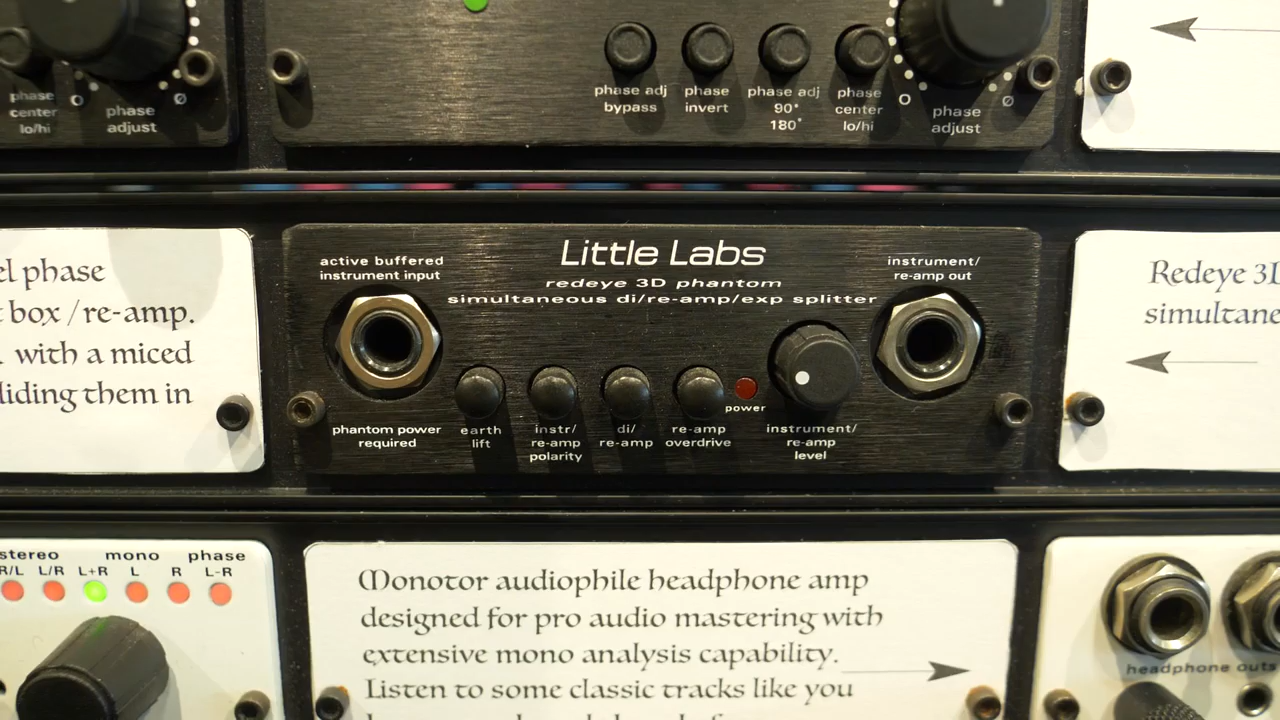 phase
center
lo/hi
O
phase
adjust
Ø
phase adj
bypass
phase
invert
phase adj
90°
180°
phase
center
lo/hi
O
phase
adjust
Ø
el phase
box / re-amp.
with a miced
liding them in
Little Labs
redeye 3D phantom
simultaneous di/re-amp/exp splitter
active buffered
instrument input
instrument/
re-amp out
phantom power
required
earth
lift
instr/
re-amp
polarity
di/
re-amp
re-amp
overdrive
power
instrument/
re-amp
level
Redeye 3D
simultane
stereo
mono
phase
R/L
L/R
L+R
L
R
L-R
Monotor audiophile headphone amp
designed for pro audio mastering with
extensive mono analysis capability.
Listen to some classic tracks like you
headphone outs